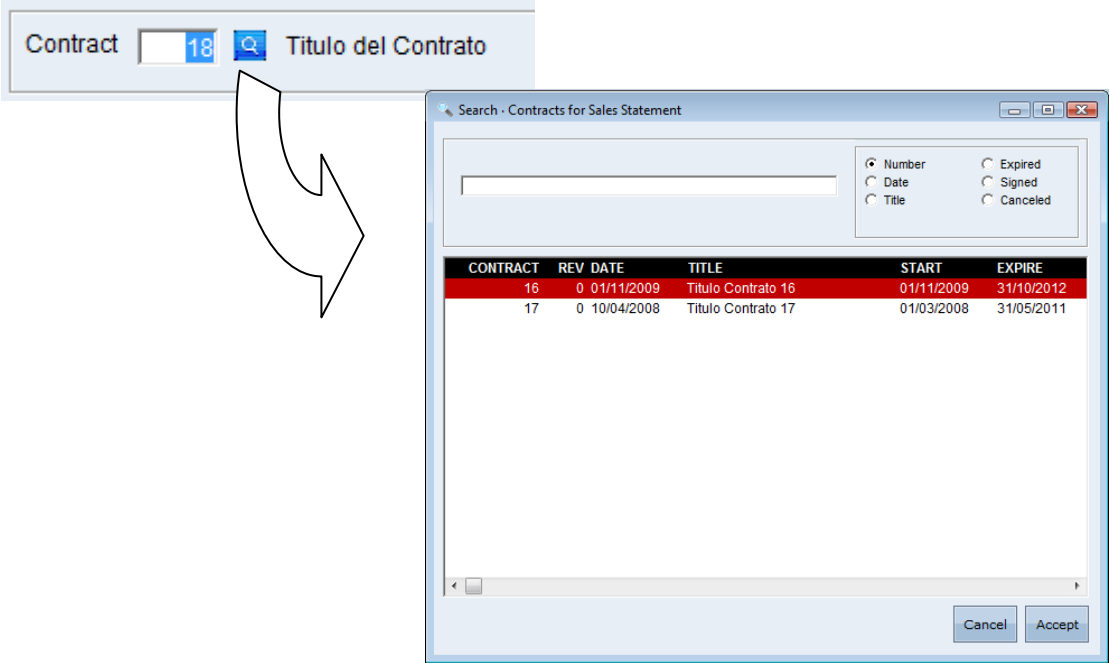 Contract 18 Titulo del Contrato
Search - Contracts for Sales Statement
Number Expired
Date Signed
Title Canceled
CONTRACT REV DATE TITLE START EXPIRE
16 0 01/11/2009 Titulo Contrato 16 01/11/2009 31/10/2012
17 0 10/04/2008 Titulo Contrato 17 01/03/2008 31/05/2011
Cancel Accept